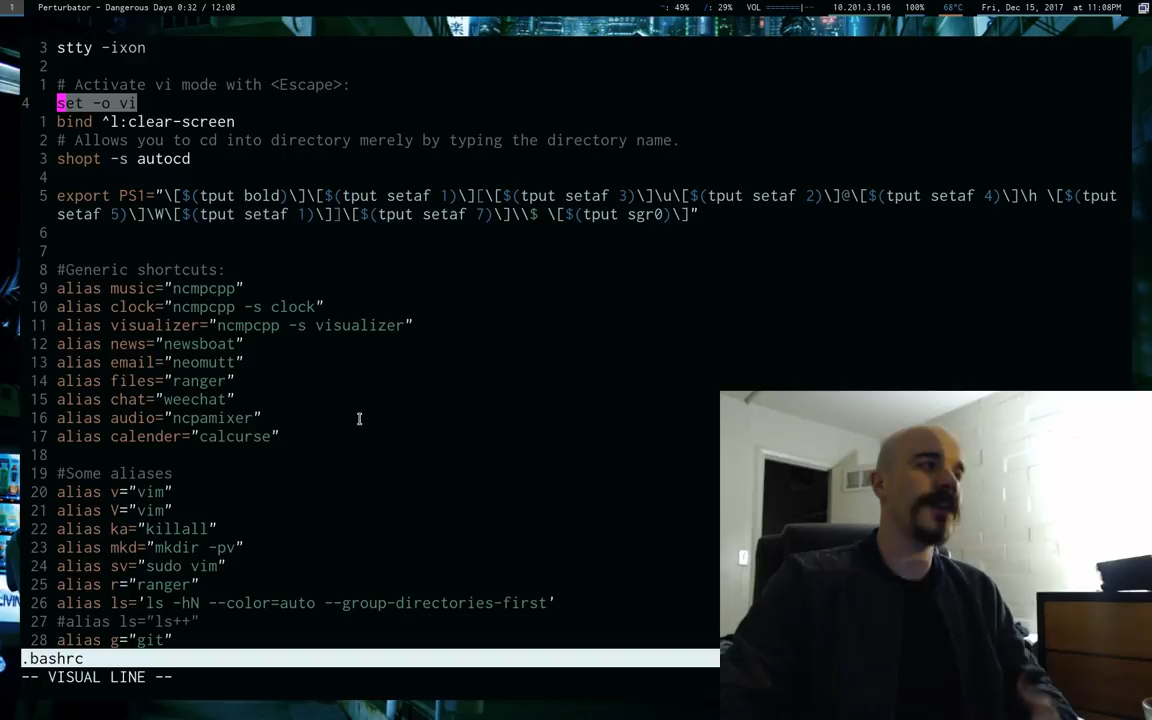 1 Perturbator - Dangerous Days 0:32 / 12:08 ~: 49% /: 29% VOL 10.201.3.196 100% 68°C Fri, Dec 15, 2017 at 11:08PM
3 stty -ixon
2
1 # Activate vi mode with <Escape>:
4 set -o vi
1 bind ^l:clear-screen
2 # Allows you to cd into directory merely by typing the directory name.
3 shopt -s autocd
4
5 export PS1="\[$(tput bold)\]\[$(tput setaf 1)\][\[$(tput setaf 3)\]\u\[$(tput setaf 2)\]@\[$(tput setaf 4)\]\h \[$(tput
setaf 5)\]\W\[$(tput setaf 1)\]]\[$(tput setaf 7)\]\\$ \[$(tput sgr0)\]"
6
7
8 #Generic shortcuts:
9 alias music="ncmpcpp"
10 alias clock="ncmpcpp -s clock"
11 alias visualizer="ncmpcpp -s visualizer"
12 alias news="newsboat"
13 alias email="neomutt"
14 alias files="ranger"
15 alias chat="weechat"
16 alias audio="ncpamixer"
17 alias calender="calcurse"
18
19 #Some aliases
20 alias v="vim"
21 alias V="vim"
22 alias ka="killall"
23 alias mkd="mkdir -pv"
24 alias sv="sudo vim"
25 alias r="ranger"
26 alias ls='ls -hN --color=auto --group-directories-first'
27 #alias ls="ls++"
28 alias g="git"
.bashrc
-- VISUAL LINE --